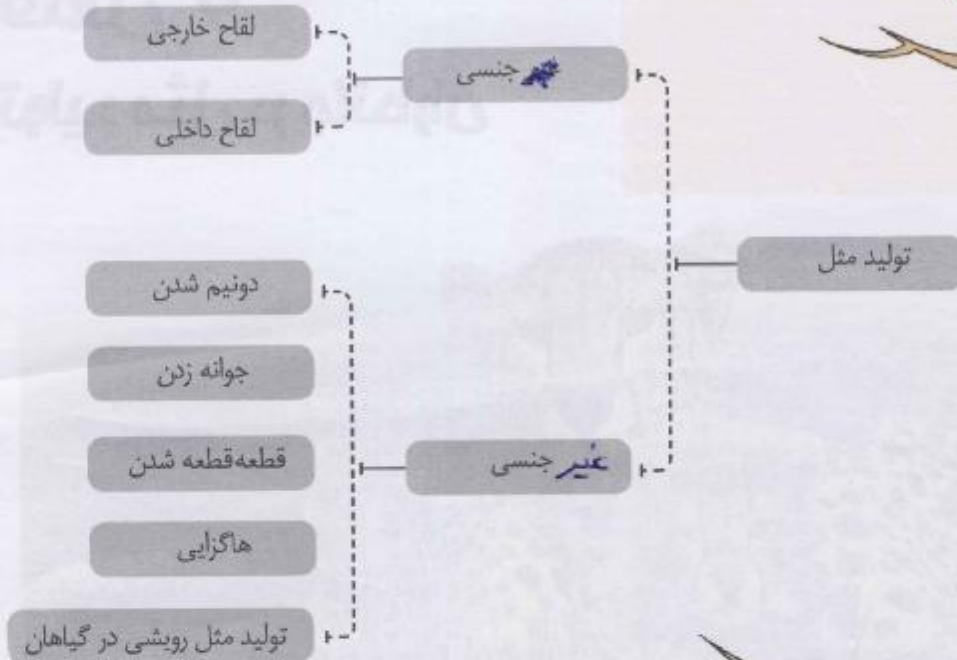 تولید مثل
جنسی
لقاح خارجی
لقاح داخلی
غیر جنسی
دونیم شدن
جوانه زدن
قطعه‌قطعه شدن
هاگزایی
تولید مثل رویشی در گیاهان